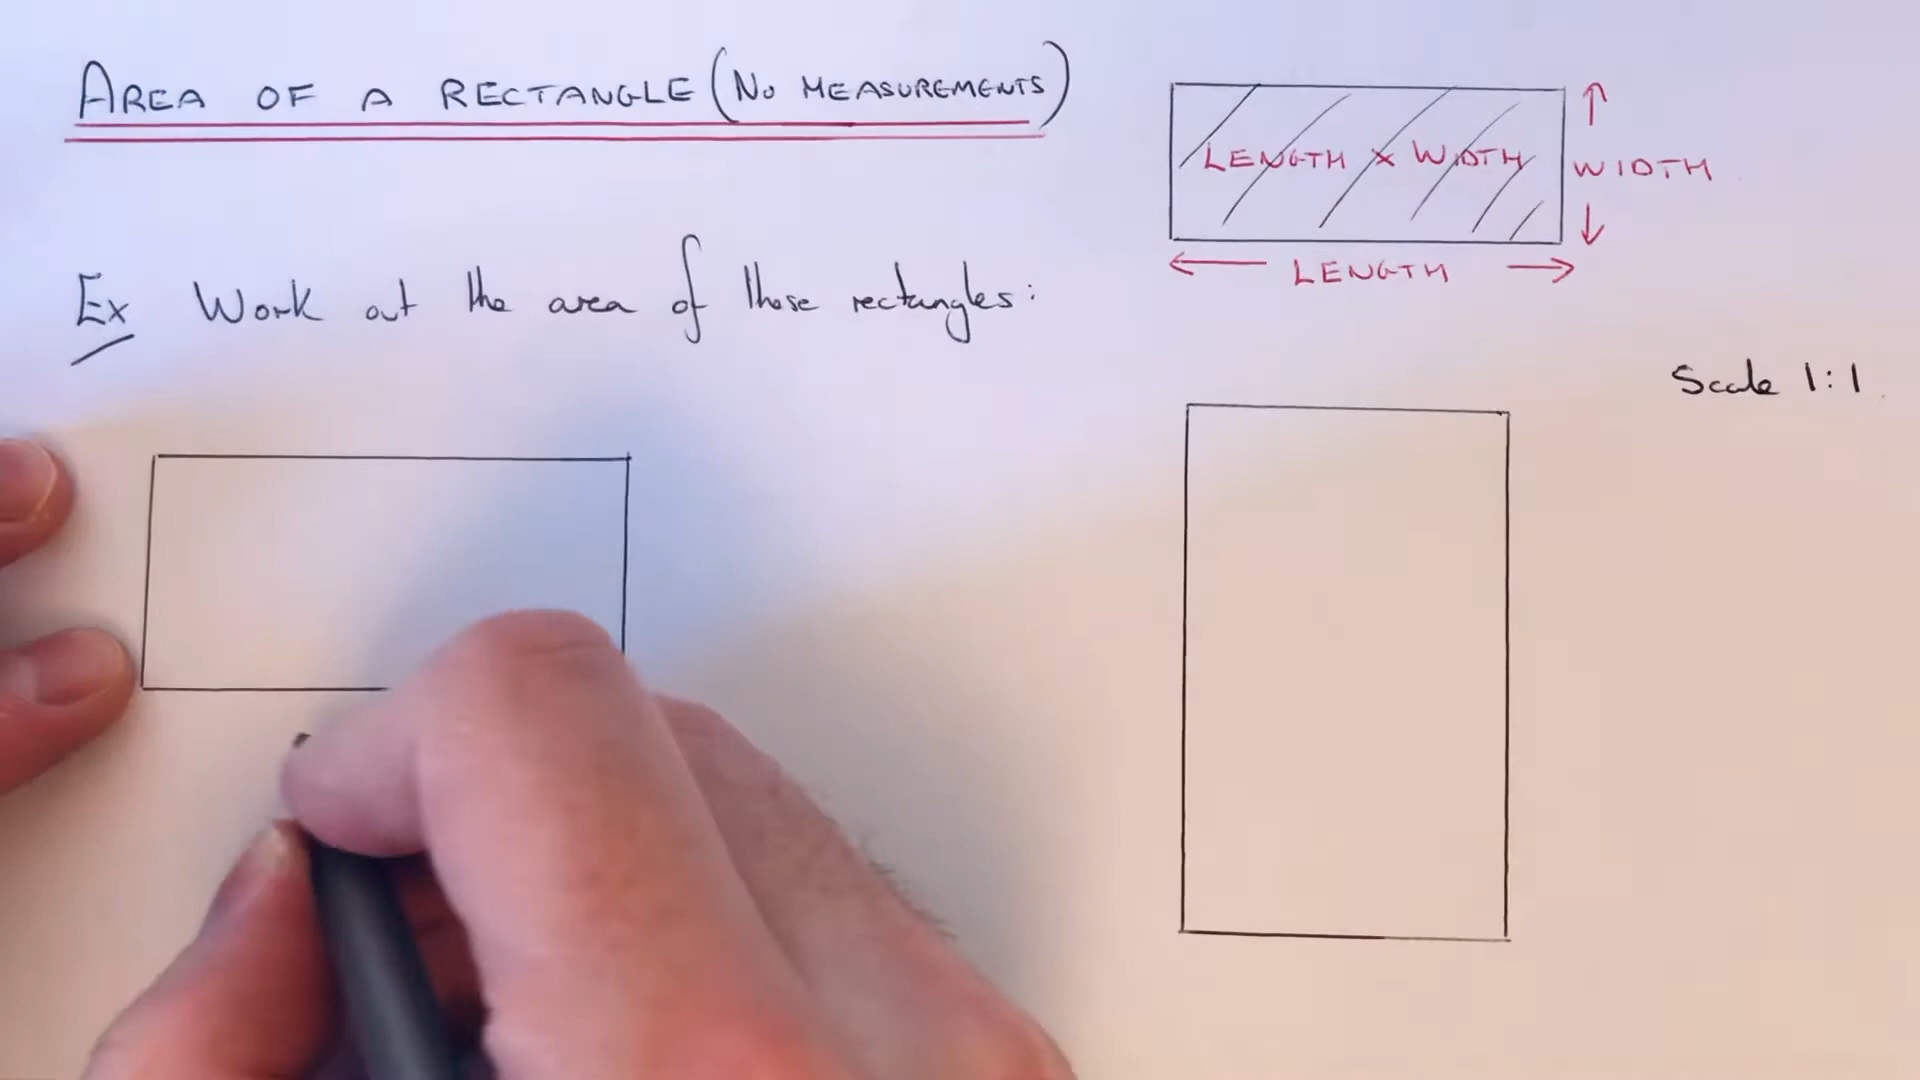 AREA OF A RECTANGLE (NO MEASUREMENTS)
LENGTH × WIDTH
WIDTH
LENGTH
Ex Work out the area of these rectangles:
Scale 1:1